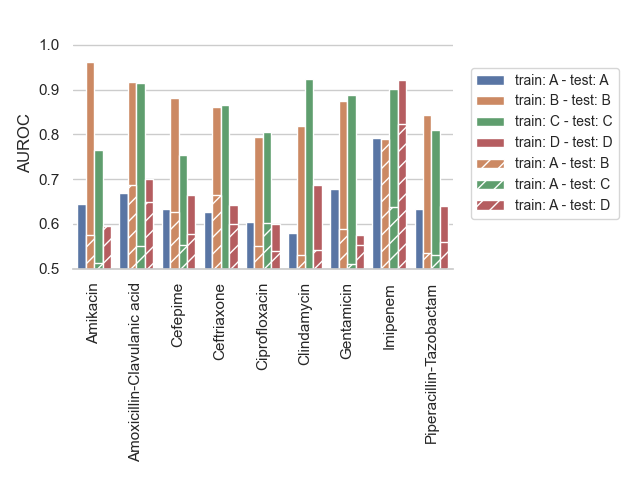 1.0
0.9
0.8
0.7
0.6
0.5
AUROC
Amikacin
Amoxicillin-Clavulanic acid
Cefepime
Ceftriaxone
Ciprofloxacin
Clindamycin
Gentamicin
Imipenem
Piperacillin-Tazobactam
train: A - test: A
train: B - test: B
train: C - test: C
train: D - test: D
train: A - test: B
train: A - test: C
train: A - test: D